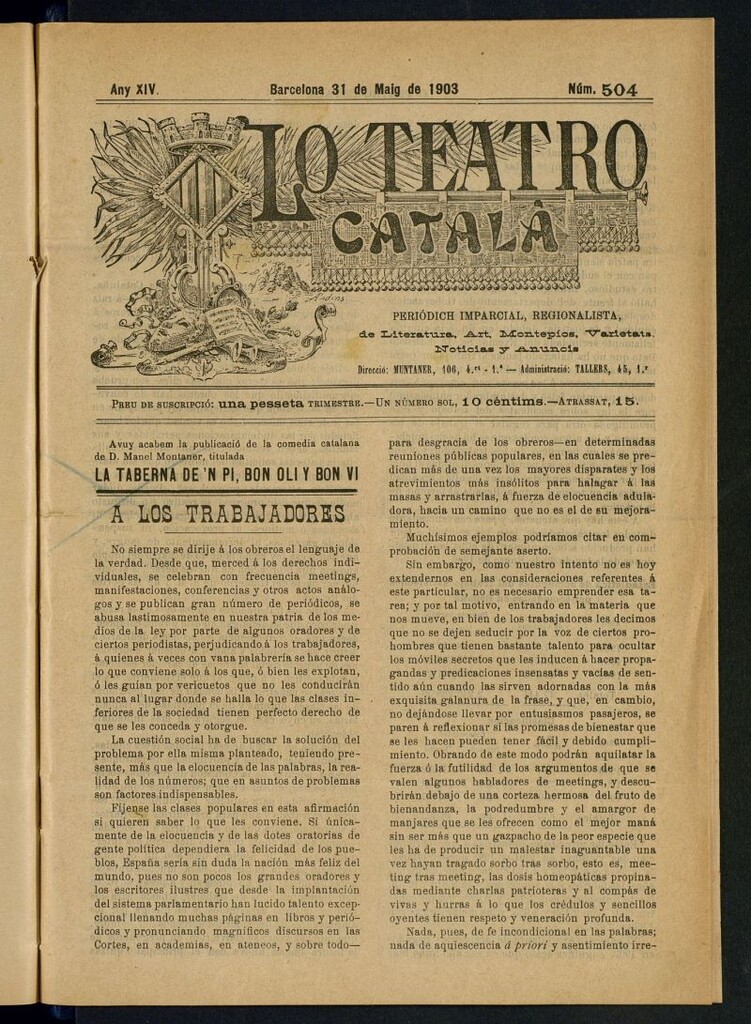 Any XIV.
Barcelona 31 de Maig de 1903
Núm. 504
LO TEATRO
CATALÁ
PERIÓDICH IMPARCIAL, REGIONALISTA,
de Literatura, Art, Montepíos, Varietats.
Noticias y Anuncis
Direcció: MUNTANER, 106, 4.rt - 1.ª — Administració: TALLERS, 45, 1.r
PREU DE SUSCRIPCIÓ: una pesseta TRIMESTRE.—UN NÚMERO SOL, 10 céntims.—ATRASSAT, 15.
Avuy acabem la publicació de la comedia catalana
de D. Manel Montaner, titulada
LA TABERNA DE 'N PI, BON OLI Y BON VI
A LOS TRABAJADORES
No siempre se dirije á los obreros el lenguaje de
la verdad. Desde que, merced á los derechos indi-
viduales, se celebran con frecuencia meetings,
manifestaciones, conferencias y otros actos análo-
gos y se publican gran número de periódicos, se
abusa lastimosamente en nuestra patria de los me-
dios de la ley por parte de algunos oradores y de
ciertos periodistas, perjudicando á los trabajadores,
á quienes á veces con vana palabrería se hace creer
lo que conviene solo á los que, ó bien les explotan,
ó les guían por vericuetos que no les conducirán
nunca al lugar donde se halla lo que las clases in-
feriores de la sociedad tienen perfecto derecho de
que se les conceda y otorgue.
La cuestión social ha de buscar la solución del
problema por ella misma planteado, teniendo pre-
sente, más que la elocuencia de las palabras, la rea-
lidad de los números; que en asuntos de problemas
son factores indispensables.
Fíjense las clases populares en esta afirmación
si quieren saber lo que les conviene. Si única-
mente de la elocuencia y de las dotes oratorias de
gente política dependiera la felicidad de los pue-
blos, España sería sin duda la nación más feliz del
mundo, pues no son pocos los grandes oradores y
los escritores ilustres que desde la implantación
del sistema parlamentario han lucido talento excep-
cional llenando muchas páginas en libros y perió-
dicos y pronunciando magníficos discursos en las
Cortes, en academias, en ateneos, y sobre todo—
para desgracia de los obreros—en determinadas
reuniones públicas populares, en las cuales se pre-
dican más de una vez los mayores disparates y los
atrevimientos más insólitos para halagar á las
masas y arrastrarlas, á fuerza de elocuencia adula-
dora, hacia un camino que no es el de su mejora-
miento.
Muchísimos ejemplos podríamos citar en com-
probación de semejante aserto.
Sin embargo, como nuestro intento no es hoy
extendernos en las consideraciones referentes á
este particular, no es necesario emprender esa ta-
rea; y por tal motivo, entrando en la materia que
nos mueve, en bien de los trabajadores les decimos
que no se dejen seducir por la voz de ciertos pro-
hombres que tienen bastante talento para ocultar
los móviles secretos que les inducen á hacer propa-
gandas y predicaciones insensatas y vacías de sen-
tido aún cuando las sirven adornadas con la más
exquisita galanura de la frase, y que, en cambio,
no dejándose llevar por entusiasmos pasajeros, se
paren á reflexionar si las promesas de bienestar que
se les hacen pueden tener fácil y debido cumpli-
miento. Obrando de este modo podrán aquilatar la
fuerza ó la futilidad de los argumentos de que se
valen algunos habladores de meetings, y descu-
brirán debajo de una corteza hermosa del fruto de
bienandanza, la podredumbre y el amargor de
manjares que se les ofrecen como el mejor maná
sin ser más que un gazpacho de la peor especie que
les ha de producir un malestar inaguantable una
vez hayan tragado sorbo tras sorbo, esto es, mee-
ting tras meeting, las dosis homeopáticas propina-
das mediante charlas patrioteras y al compás de
vivas y hurras á lo que los crédulos y sencillos
oyentes tienen respeto y veneración profunda.
Nada, pues, de fe incondicional en las palabras;
nada de aquiescencia á priori y asentimiento irre-